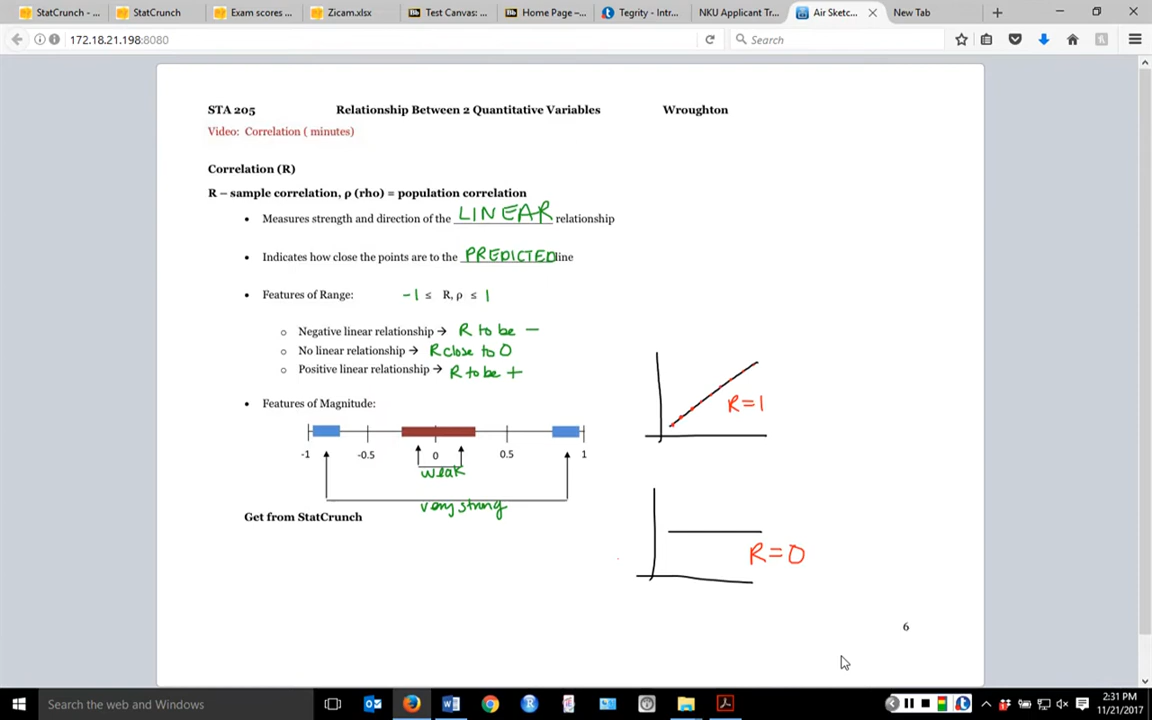 StatCrunch - ...
StatCrunch
Exam scores ...
Zicam.xlsx
Test Canvas: ...
Home Page –...
Tegrity - Intr...
NKU Applicant Tr...
Air Sketc...
New Tab
172.18.21.198:8080
Search
STA 205 Relationship Between 2 Quantitative Variables Wroughton
Video: Correlation ( minutes)
Correlation (R)
R – sample correlation, ρ (rho) = population correlation
• Measures strength and direction of the LINEAR relationship
• Indicates how close the points are to the PREDICTED line
• Features of Range: -1 ≤ R, ρ ≤ 1
o Negative linear relationship → R to be −
o No linear relationship → R close to 0
o Positive linear relationship → R to be +
• Features of Magnitude:
-1 -0.5 0 0.5 1
weak
very strong
Get from StatCrunch
R=1
R=0
6
Search the web and Windows
2:31 PM
11/21/2017